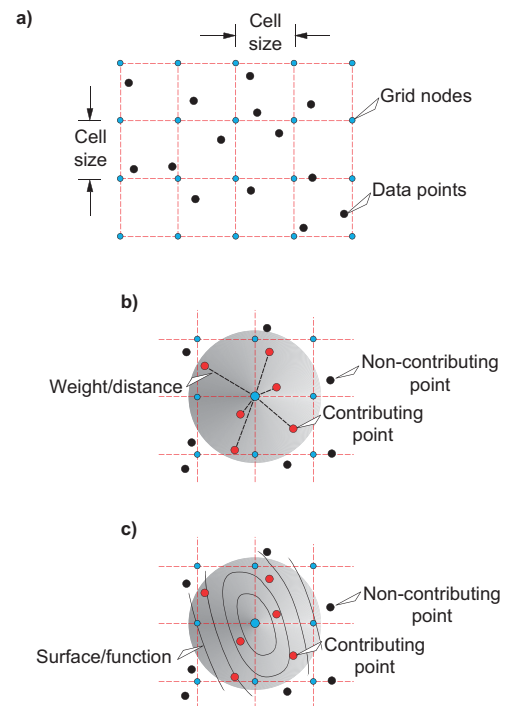 a)
Cell
size
Grid nodes
Cell
size
Data points
b)
Non-contributing
point
Weight/distance
Contributing
point
c)
Non-contributing
point
Contributing
point
Surface/function